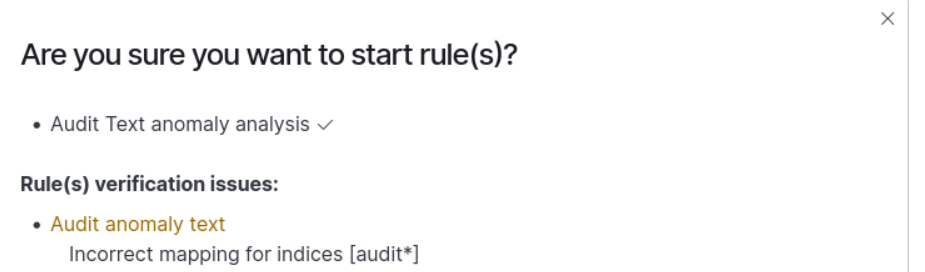 Are you sure you want to start rule(s)?
• Audit Text anomaly analysis ✓
Rule(s) verification issues:
• Audit anomaly text
Incorrect mapping for indices [audit*]